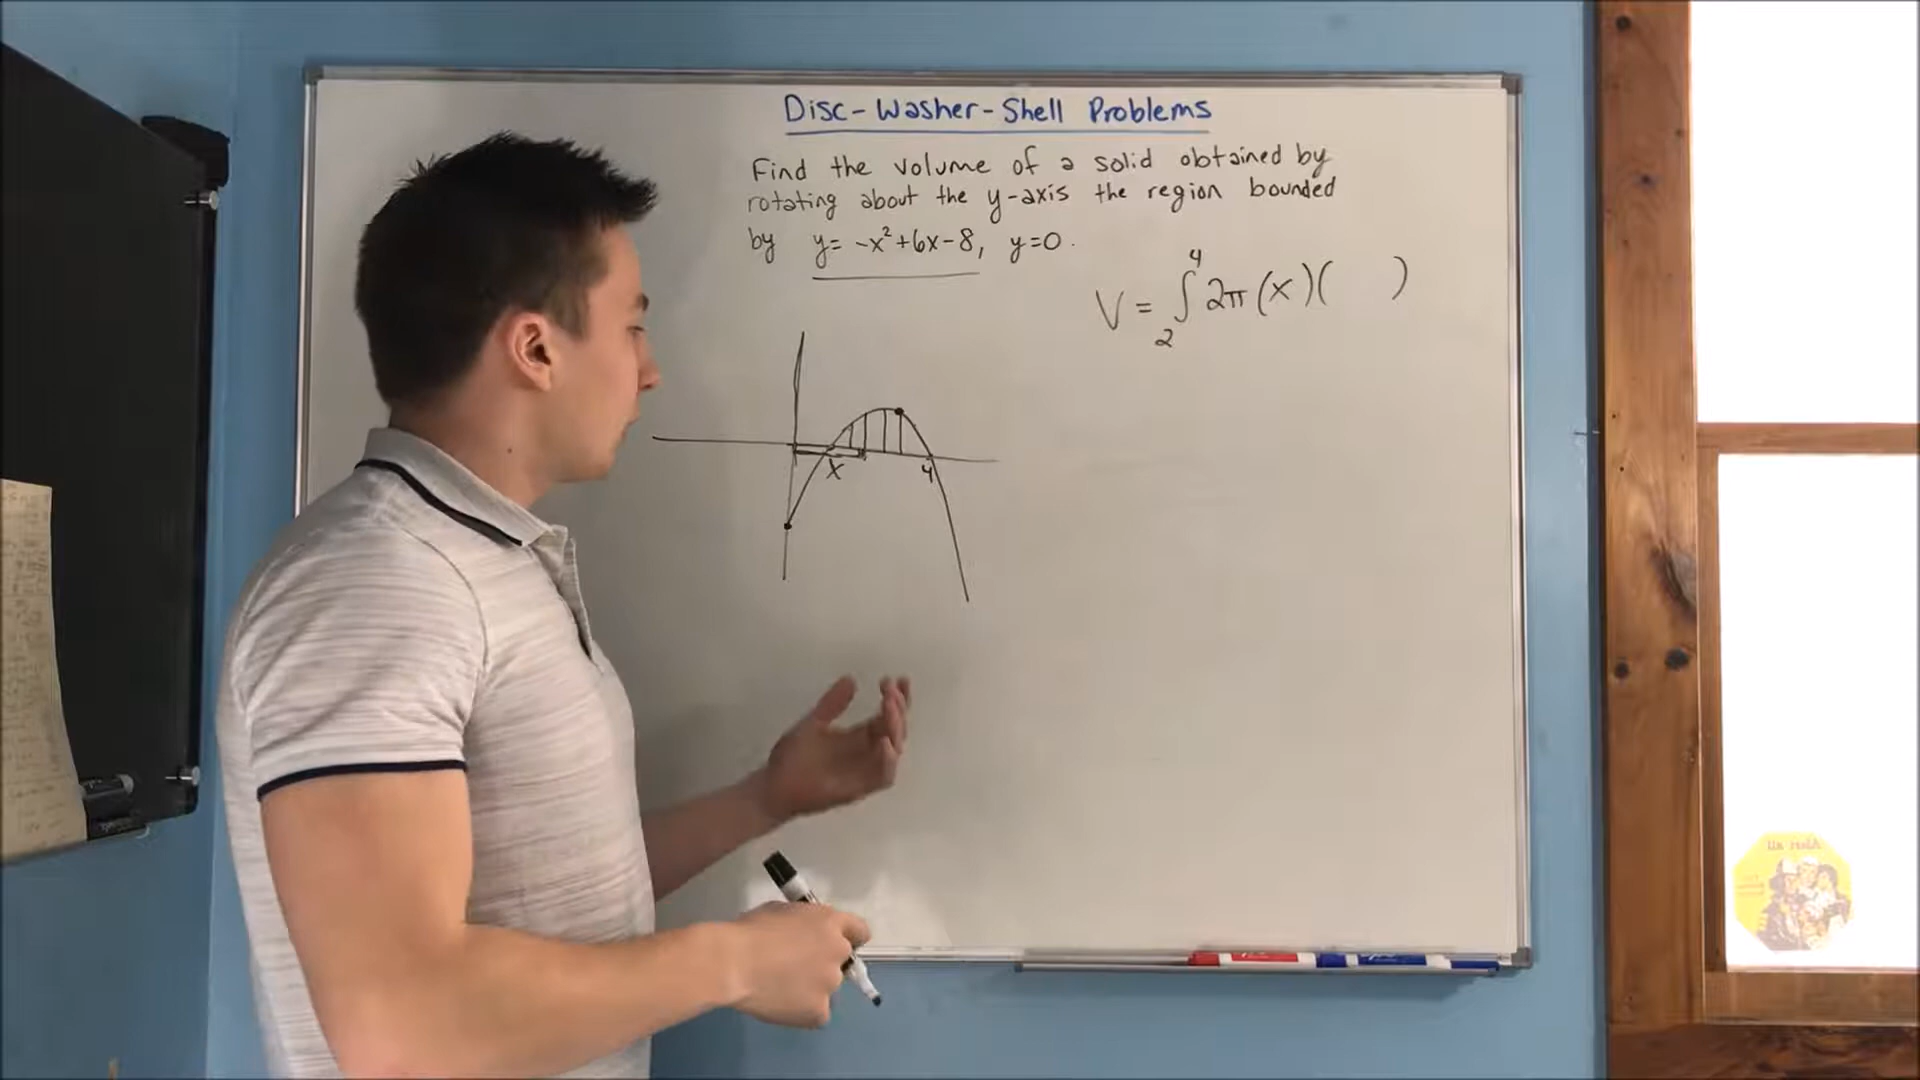 Disc-Washer-Shell Problems
Find the volume of a solid obtained by
rotating about the y-axis the region bounded
by y= -x²+6x-8, y=0.
V = ∫₂⁴ 2π (x)( )
x 4